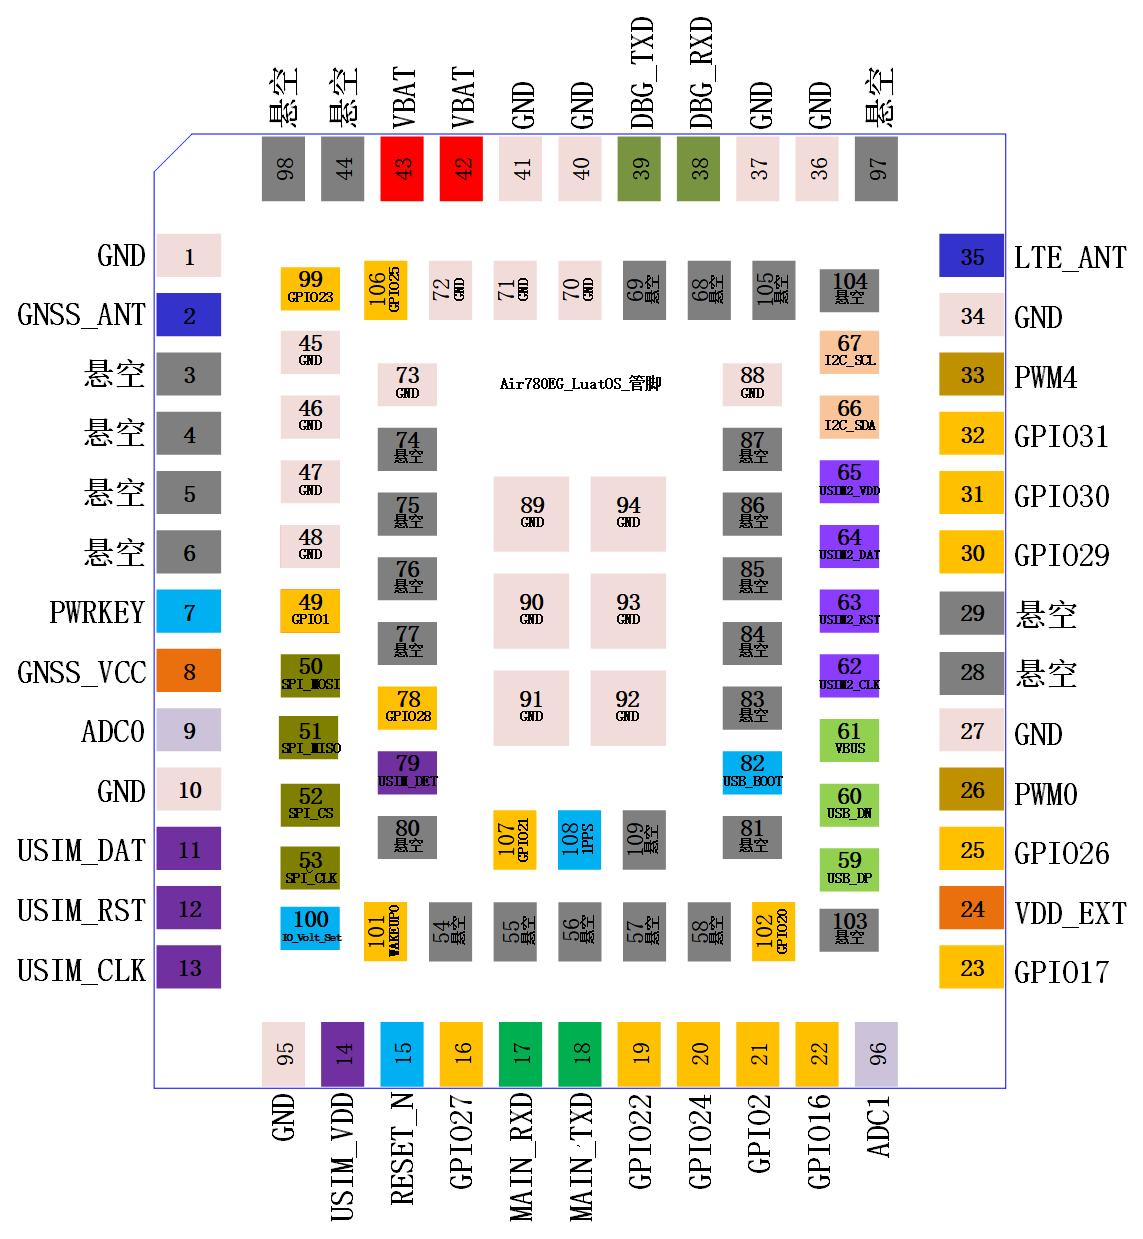 悬空
悬空
VBAT
VBAT
GND
GND
DBG_TXD
DBG_RXD
GND
GND
悬空
98
44
43
42
41
40
39
38
37
36
97
GND 1
GNSS_ANT 2
悬空 3
悬空 4
悬空 5
悬空 6
PWRKEY 7
GNSS_VCC 8
ADC0 9
GND 10
USIM_DAT 11
USIM_RST 12
USIM_CLK 13
99
GPIO23
45
GND
46
GND
47
GND
48
GND
49
GPIO1
50
SPI_MOSI
51
SPI_MISO
52
SPI_CS
53
SPI_CLK
100
IO_Volt_Set
106
GPIO25
72
GND
71
GND
70
GND
69
悬空
68
悬空
105
悬空
104
悬空
Air780EG_LuatOS_管脚
73
GND
74
悬空
75
悬空
76
悬空
77
悬空
78
GPIO28
79
USIM_DET
80
悬空
89
GND
94
GND
90
GND
93
GND
91
GND
92
GND
88
GND
87
悬空
86
悬空
85
悬空
84
悬空
83
悬空
82
USB_BOOT
81
悬空
107
GPIO21
108
1PPS
109
悬空
101
WAKEUP0
54
悬空
55
悬空
56
悬空
57
悬空
58
悬空
102
GPIO20
67
I2C_SCL
66
I2C_SDA
65
USIM2_VDD
64
USIM2_DAT
63
USIM2_RST
62
USIM2_CLK
61
VBUS
60
USB_DN
59
USB_DP
103
悬空
35 LTE_ANT
34 GND
33 PWM4
32 GPIO31
31 GPIO30
30 GPIO29
29 悬空
28 悬空
27 GND
26 PWM0
25 GPIO26
24 VDD_EXT
23 GPIO17
95
14
15
16
17
18
19
20
21
22
96
GND
USIM_VDD
RESET_N
GPIO27
MAIN_RXD
MAIN_TXD
GPIO22
GPIO24
GPIO2
GPIO16
ADC1